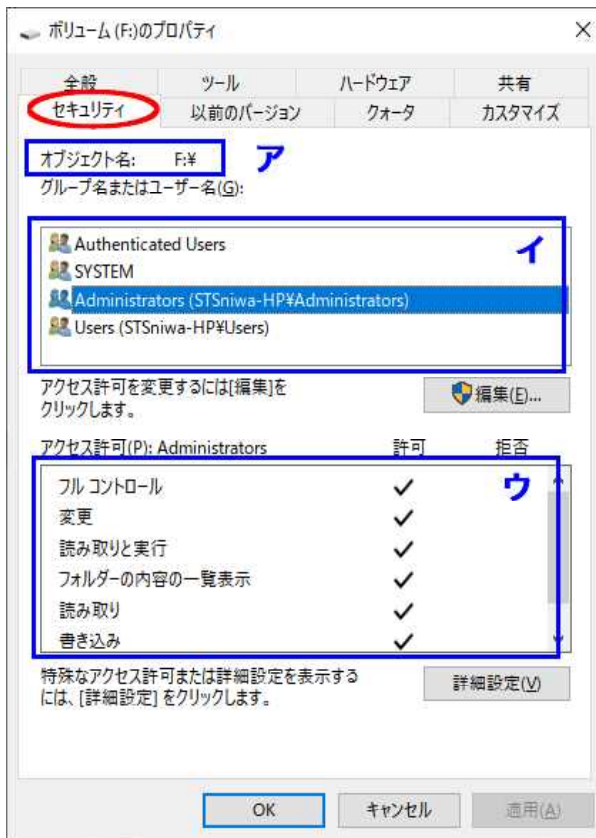 ボリューム (F:)のプロパティ
全般 ツール ハードウェア 共有
セキュリティ 以前のバージョン クォータ カスタマイズ
オブジェクト名: F:¥ ア
グループ名またはユーザー名(G):
イ
Authenticated Users
SYSTEM
Administrators (STSniwa-HP¥Administrators)
Users (STSniwa-HP¥Users)
アクセス許可を変更するには[編集]を
クリックします。
編集(E)...
アクセス許可(P): Administrators 許可 拒否
ウ
フル コントロール
変更
読み取りと実行
フォルダーの内容の一覧表示
読み取り
書き込み
特殊なアクセス許可または詳細設定を表示する
には、[詳細設定] をクリックします。
詳細設定(V)
OK キャンセル 適用(A)